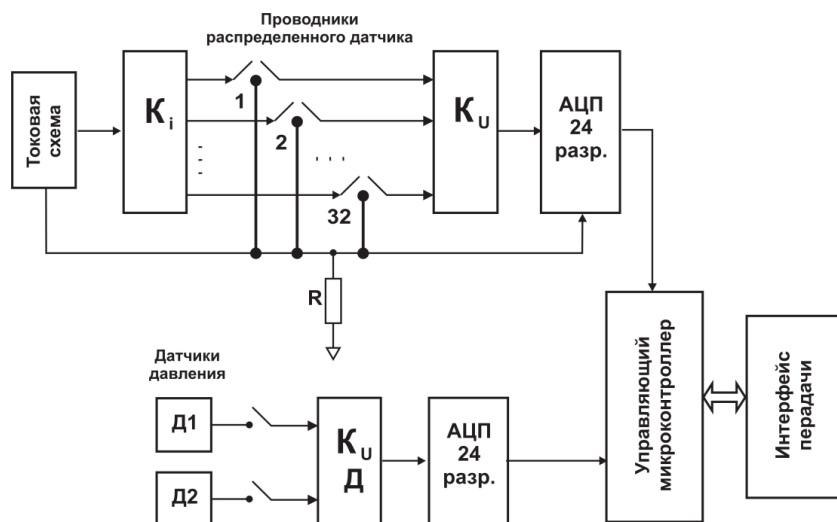 Проводники
распределенного датчика
Токовая
схема
К i
1
2
32
К U
АЦП
24
разр.
R
Датчики
давления
Д1
Д2
К U
Д
АЦП
24
разр.
Управляющий
микроконтроллер
Интерфейс
перадачи